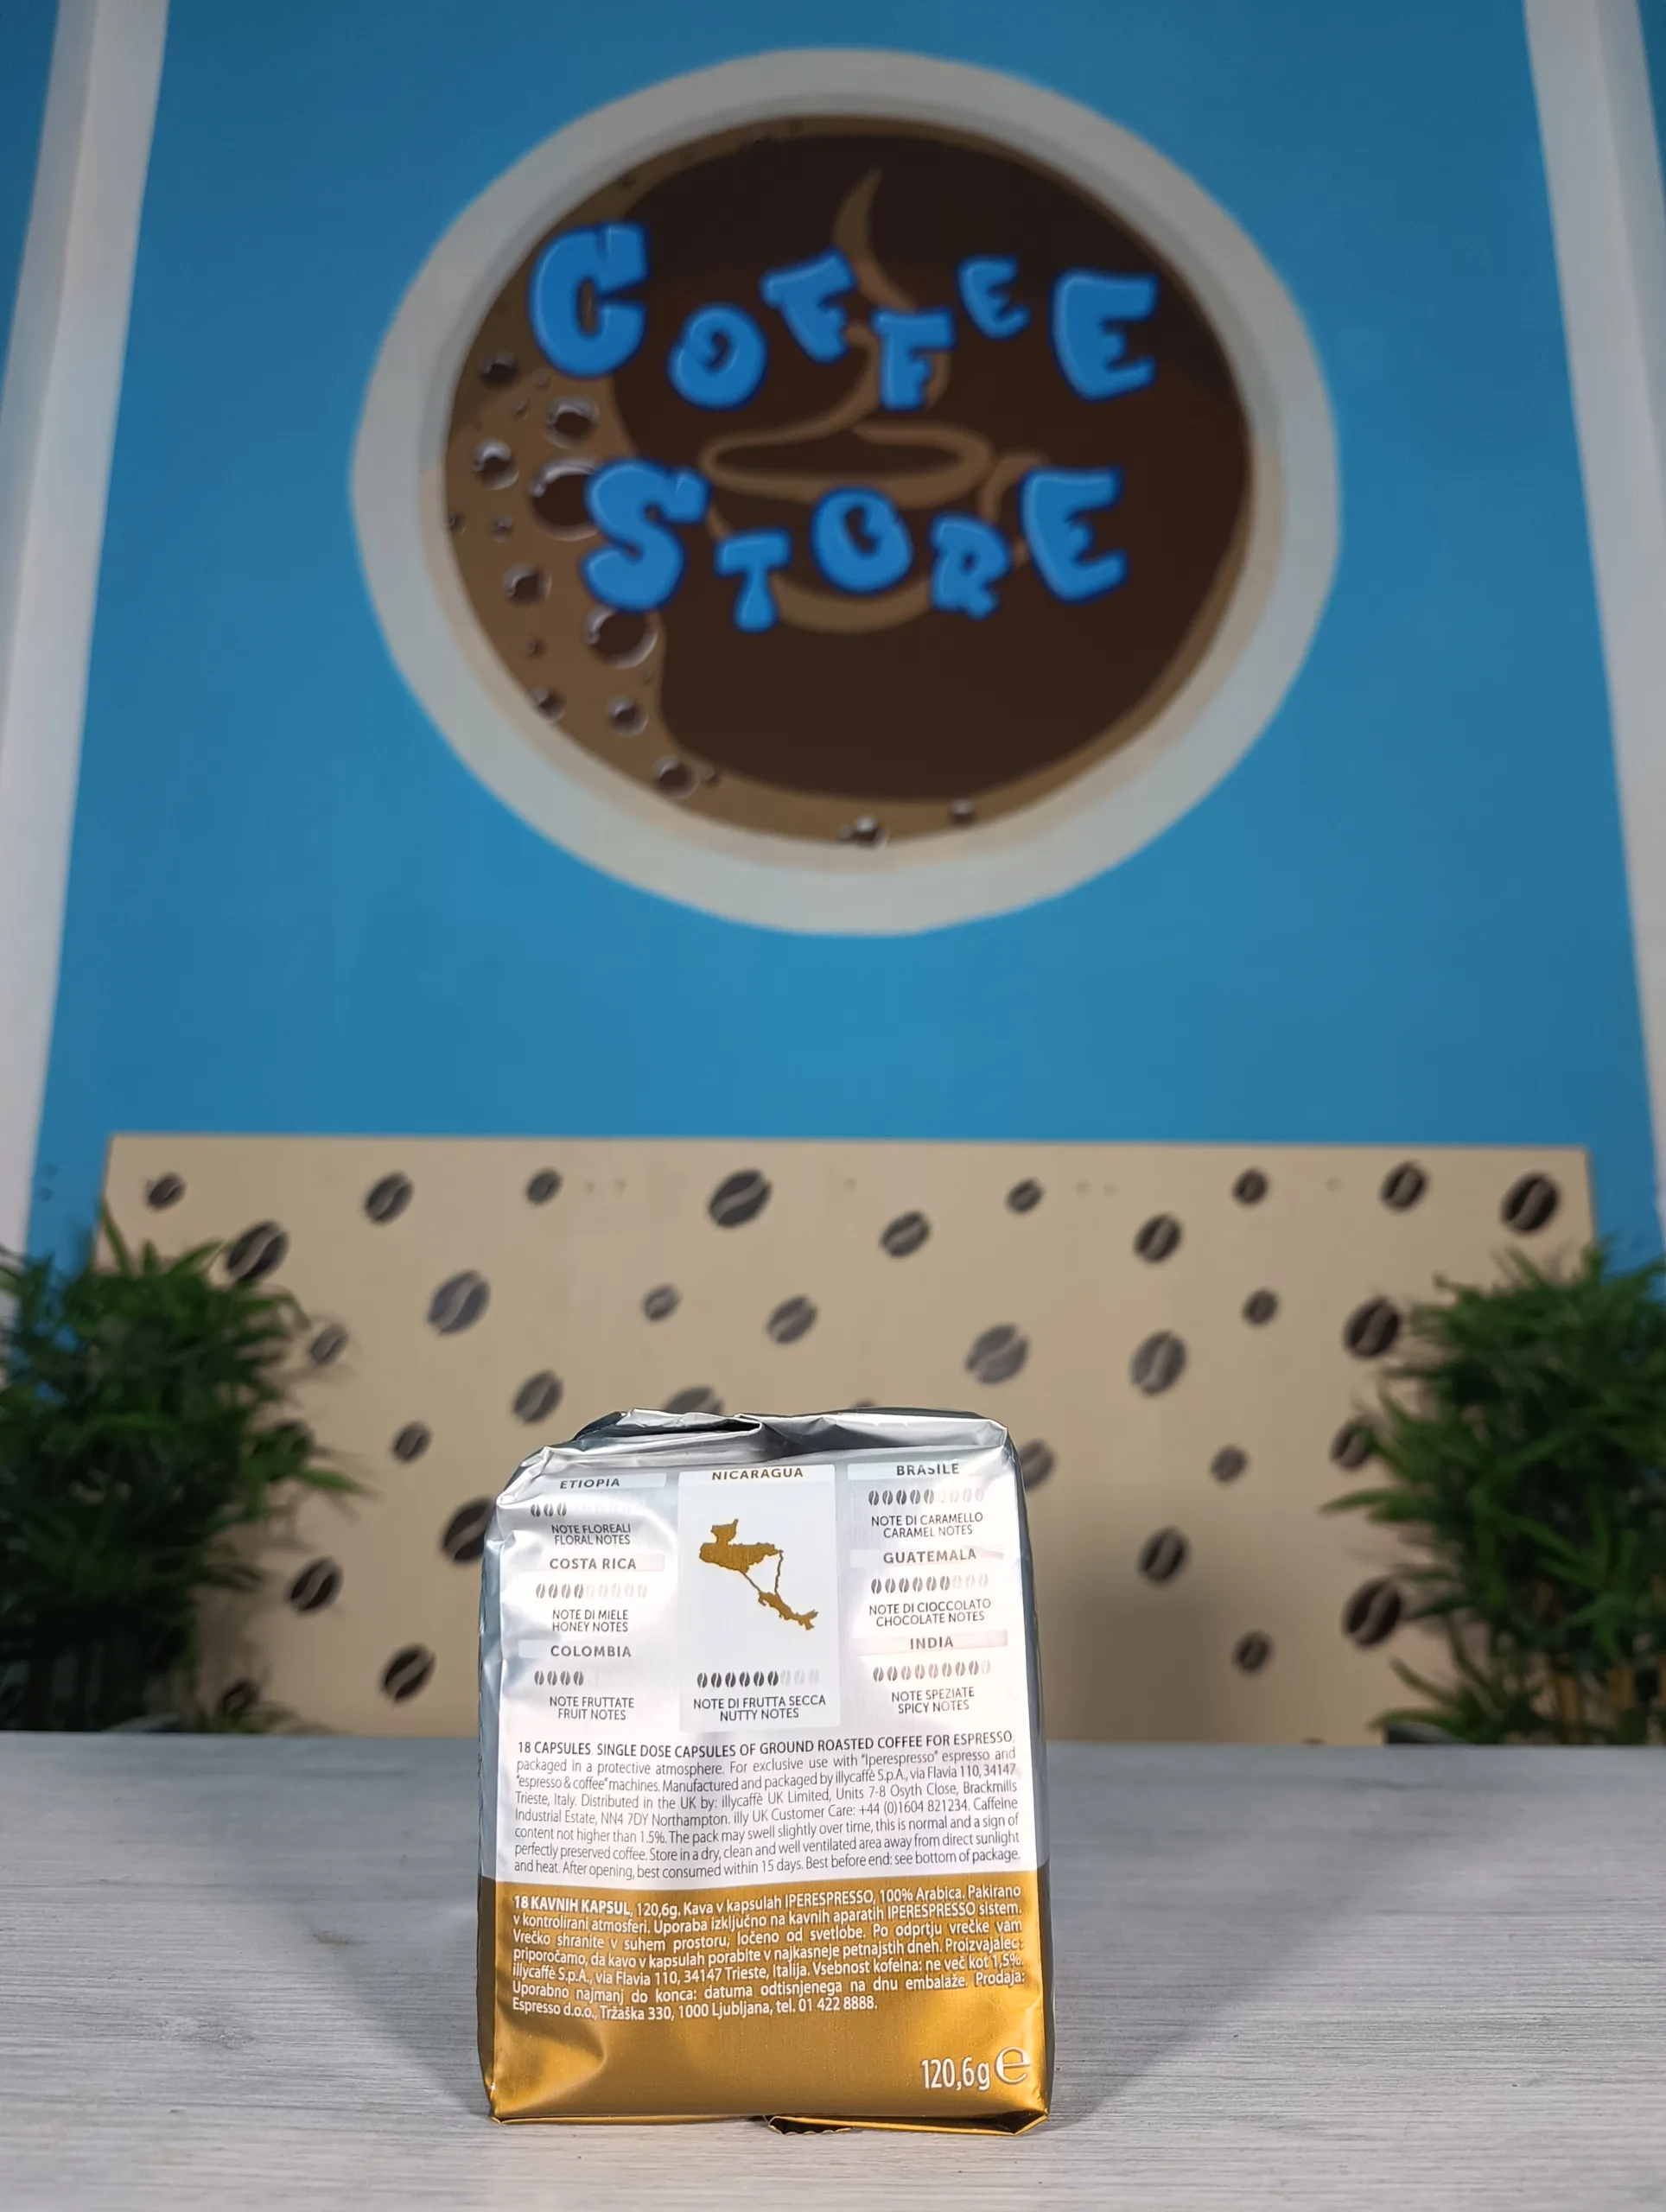 COFFEE
STORE
ETIOPIA
NOTE FLOREALI
FLORAL NOTES
COSTA RICA
NOTE DI MIELE
HONEY NOTES
COLOMBIA
NOTE FRUTTATE
FRUIT NOTES
NICARAGUA
NOTE DI FRUTTA SECCA
NUTTY NOTES
BRASILE
NOTE DI CARAMELLO
CARAMEL NOTES
GUATEMALA
NOTE DI CIOCCOLATO
CHOCOLATE NOTES
INDIA
NOTE SPEZIATE
SPICY NOTES
18 CAPSULES SINGLE DOSE CAPSULES OF GROUND ROASTED COFFEE FOR ESPRESSO,
packaged in a protective atmosphere. For exclusive use with "Iperespresso" espresso and
"espresso & coffee" machines. Manufactured and packaged by illycaffè S.p.A., via Flavia 110, 34147
Trieste, Italy. Distributed in the UK by: illycaffè UK Limited, Units 7-8 Osyth Close, Brackmills
Industrial Estate, NN4 7DY Northampton. illy UK Customer Care: +44 (0)1604 821234. Caffeine
content not higher than 1.5%. The pack may swell slightly over time, this is normal and a sign of
perfectly preserved coffee. Store in a dry, clean and well ventilated area away from direct sunlight
and heat. After opening, best consumed within 15 days. Best before end: see bottom of package.
18 KAVNIH KAPSUL, 120,6g. Kava v kapsulah IPERESPRESSO, 100% Arabica. Pakirano
v kontrolirani atmosferi. Uporaba izključno na kavnih aparatih IPERESPRESSO sistem.
Vrečko shranite v suhem prostoru, ločeno od svetlobe. Po odprtju vrečke vam
priporočamo, da kavo v kapsulah porabite v najkasneje petnajstih dneh. Proizvajalec:
illycaffè S.p.A., via Flavia 110, 34147 Trieste, Italija. Vsebnost kofeina: ne več kot 1,5%.
Uporabno najmanj do konca: datuma odtisnjenega na dnu embalaže. Prodaja:
Espresso d.o.o., Tržaška 330, 1000 Ljubljana, tel. 01 422 8888.
120,6g ℮